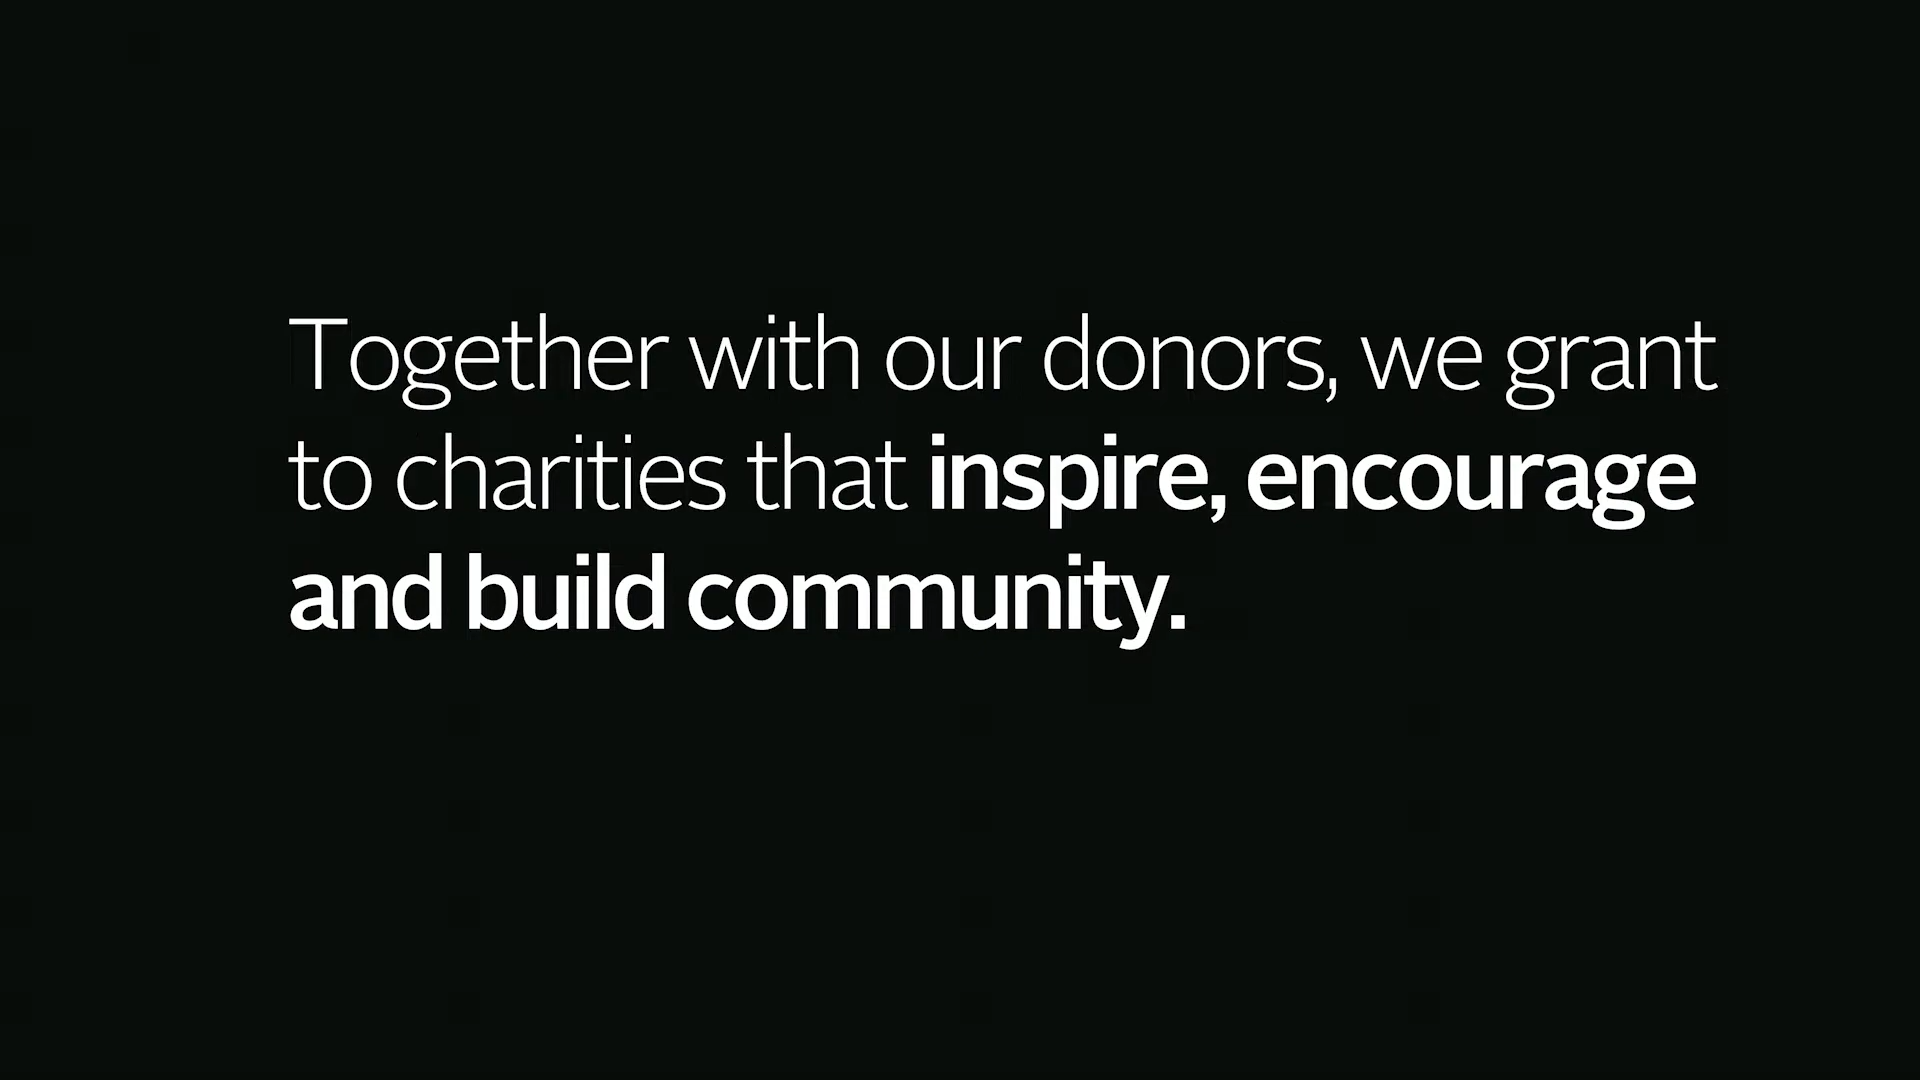 Together with our donors, we grant
to charities that inspire, encourage
and build community.